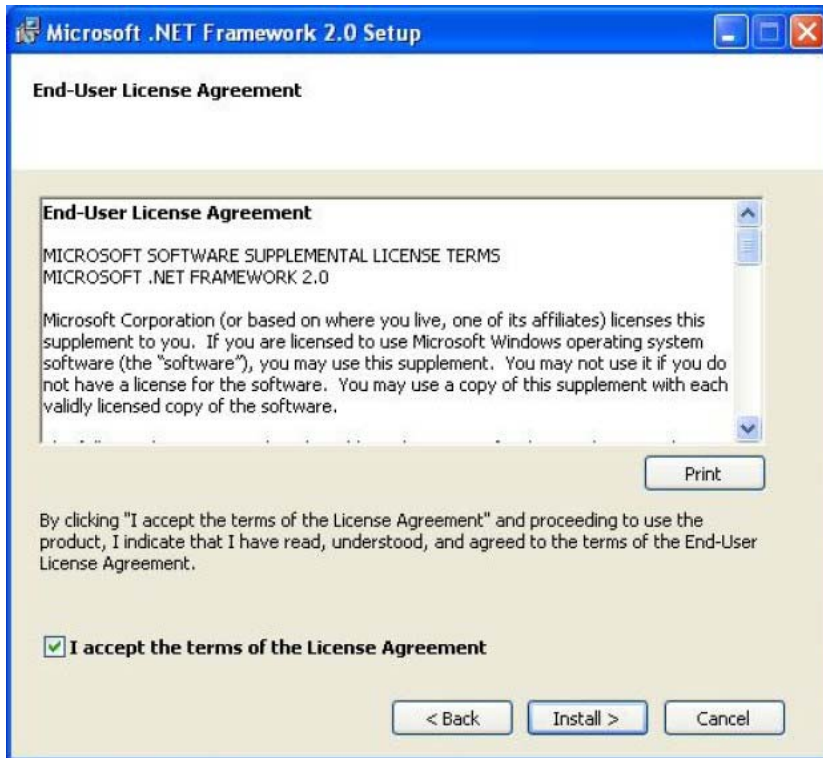 Microsoft .NET Framework 2.0 Setup
End-User License Agreement
End-User License Agreement
MICROSOFT SOFTWARE SUPPLEMENTAL LICENSE TERMS
MICROSOFT .NET FRAMEWORK 2.0
Microsoft Corporation (or based on where you live, one of its affiliates) licenses this
supplement to you.  If you are licensed to use Microsoft Windows operating system
software (the “software”), you may use this supplement.  You may not use it if you do
not have a license for the software.  You may use a copy of this supplement with each
validly licensed copy of the software.
Print
By clicking "I accept the terms of the License Agreement" and proceeding to use the
product, I indicate that I have read, understood, and agreed to the terms of the End-User
License Agreement.
I accept the terms of the License Agreement
< Back Install > Cancel